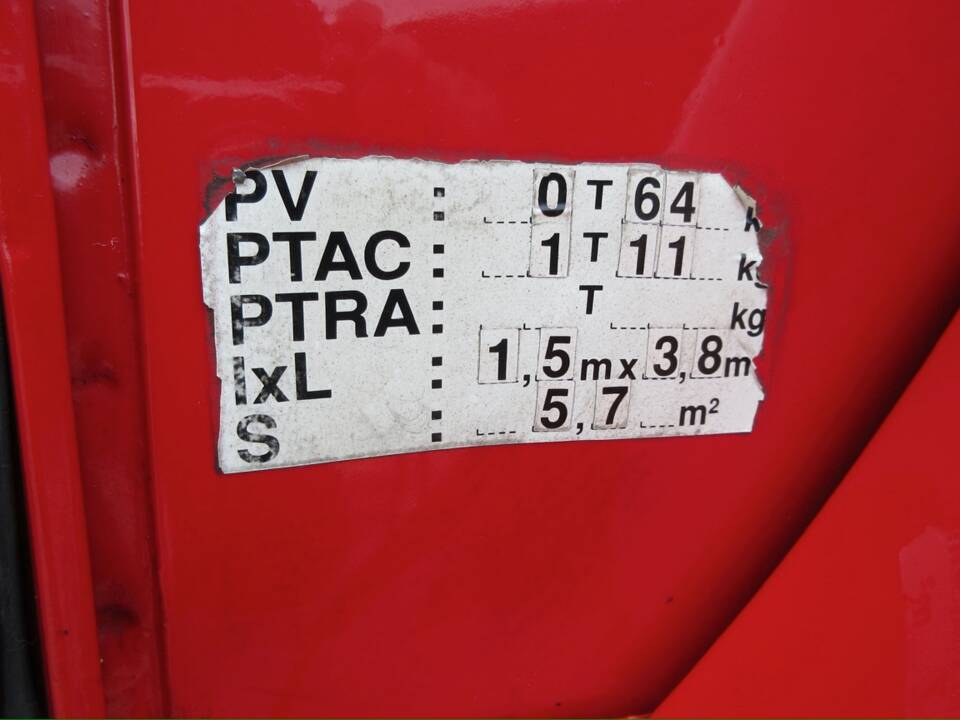 PV : 0 T 64 k
PTAC : 1 T 11 kg
PTRA : T kg
lxL : 1,5 m x 3,8 m
S : 5,7 m²